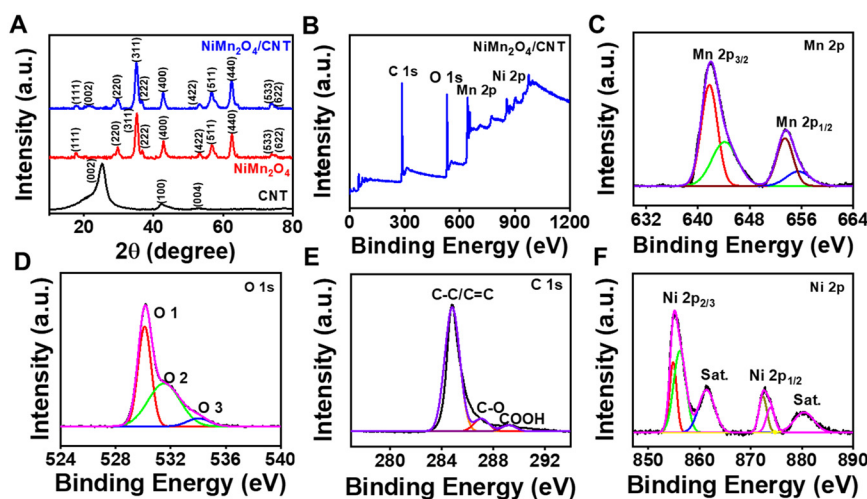 A
NiMn₂O₄/CNT
(111)
(002)
(220)
(311)
(222)
(400)
(422)
(511)
(440)
(533)
(622)
(111)
(220)
(311)
(222)
(400)
(422)
(511)
(440)
(533)
(622)
NiMn₂O₄
(002)
(100)
(004)
CNT
Intensity (a.u.)
10 20 30 40 50 60 70 80
2θ (degree)
B
NiMn₂O₄/CNT
C 1s
O 1s
Mn 2p
Ni 2p
Intensity (a.u.)
0 300 600 900 1200
Binding Energy (eV)
C
Mn 2p
Mn 2p₃/₂
Mn 2p₁/₂
Intensity (a.u.)
632 640 648 656 664
Binding Energy (eV)
D
O 1s
O 1
O 2
O 3
Intensity (a.u.)
524 528 532 536 540
Binding Energy (eV)
E
C 1s
C-C/C=C
C-O
COOH
Intensity (a.u.)
280 284 288 292
Binding Energy (eV)
F
Ni 2p
Ni 2p₂/₃
Sat.
Ni 2p₁/₂
Sat.
Intensity (a.u.)
850 860 870 880 890
Binding Energy (eV)